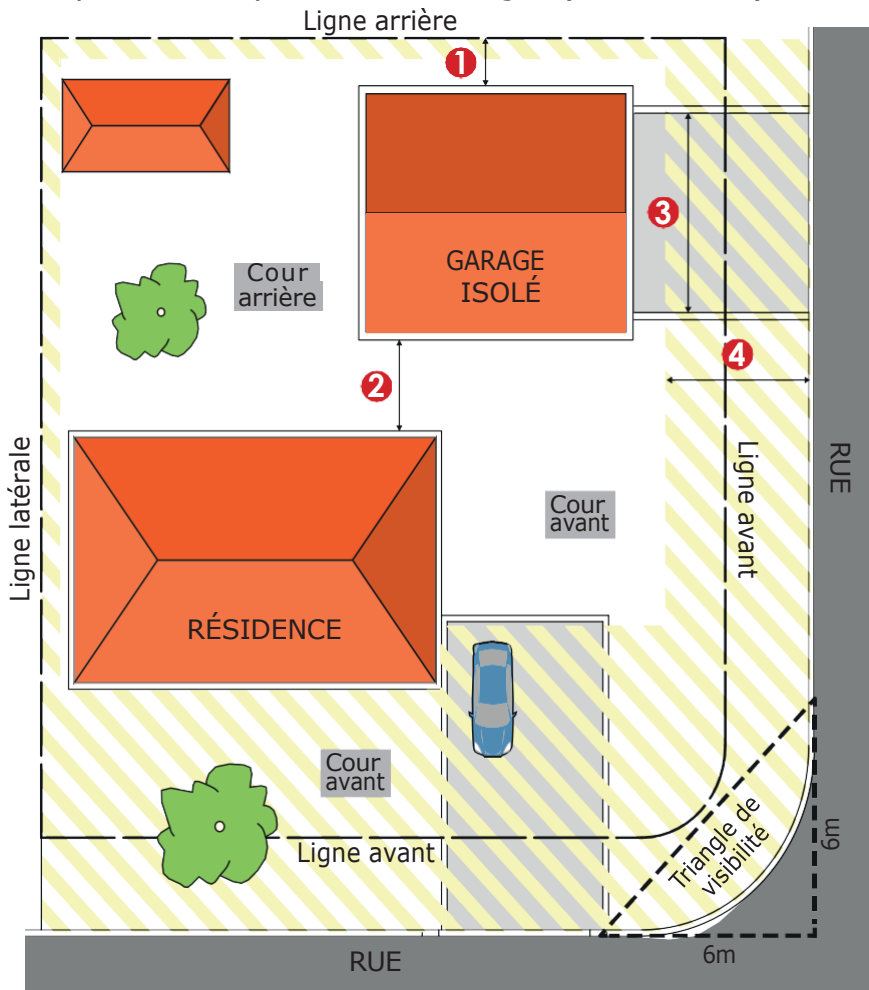 Ligne arrière
1
3
GARAGE
ISOLÉ
Cour
arrière
4
2
RUE
Ligne latérale
Ligne avant
Cour
avant
RÉSIDENCE
Cour
avant
Triangle de
visibilité
6m
Ligne avant
6m
RUE